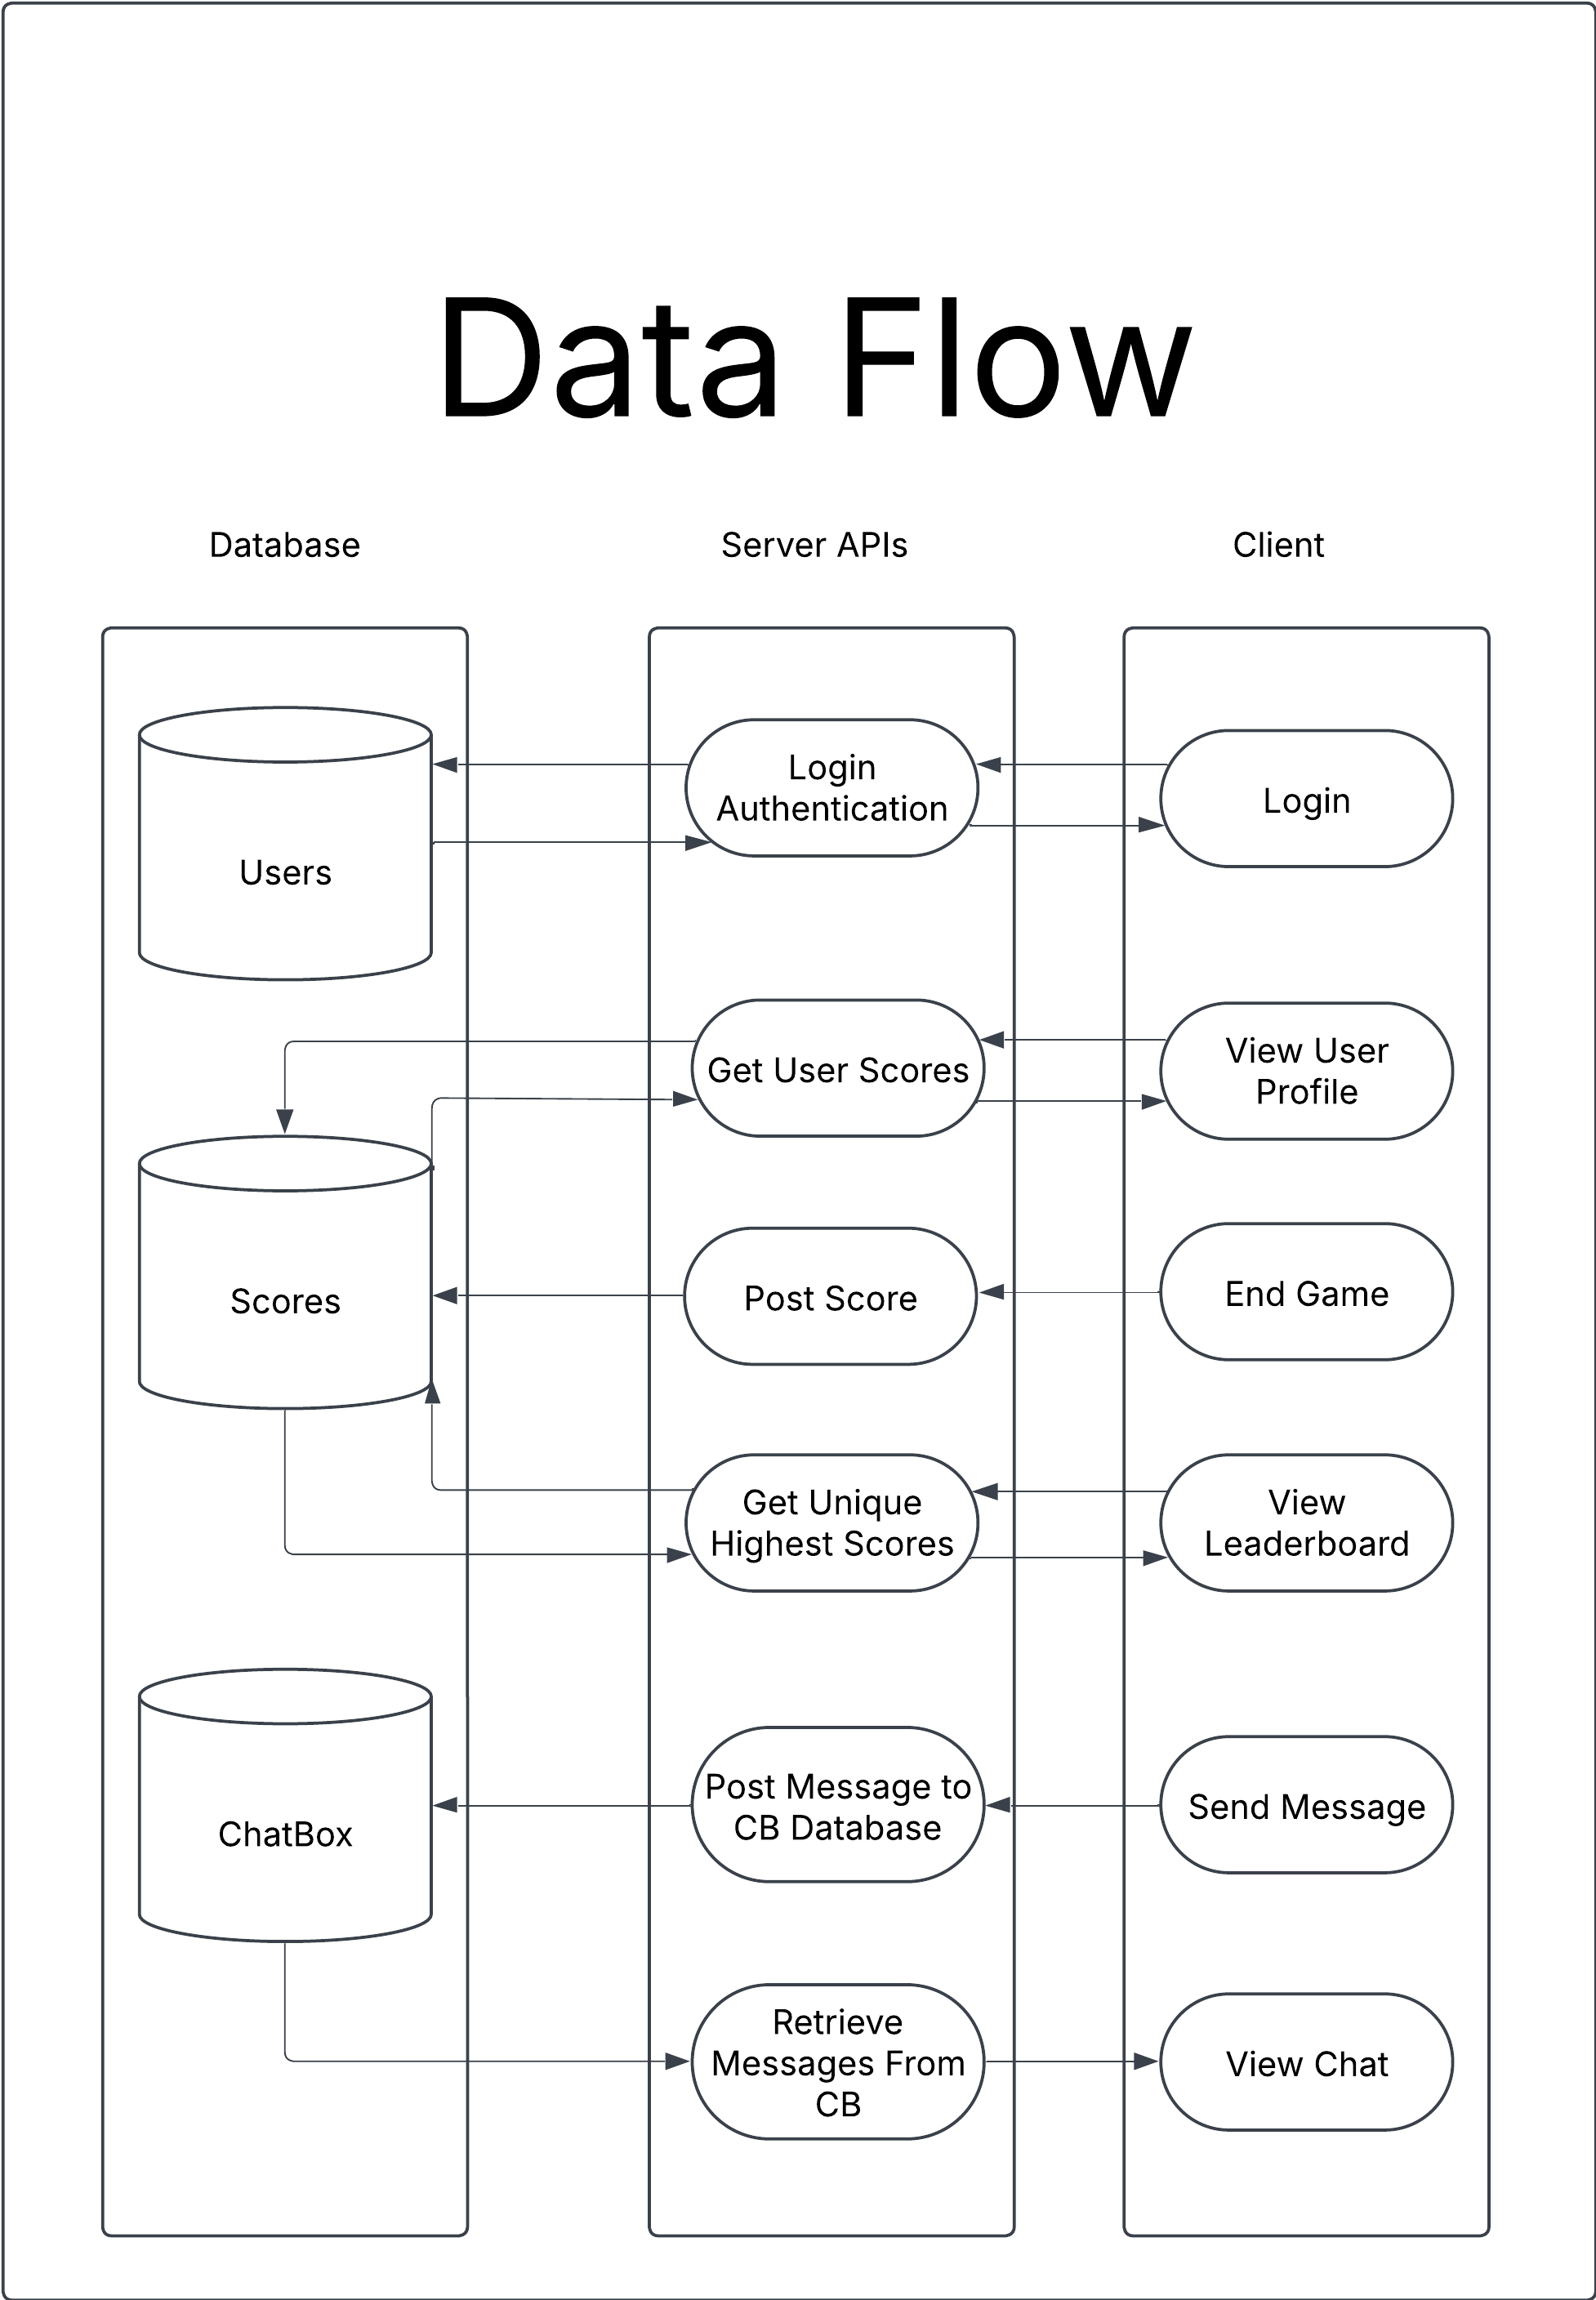 Data Flow
Database
Server APIs
Client
Users
Login
Authentication
Login
Get User Scores
View User
Profile
Scores
Post Score
End Game
Get Unique
Highest Scores
View
Leaderboard
ChatBox
Post Message to
CB Database
Send Message
Retrieve
Messages From
CB
View Chat